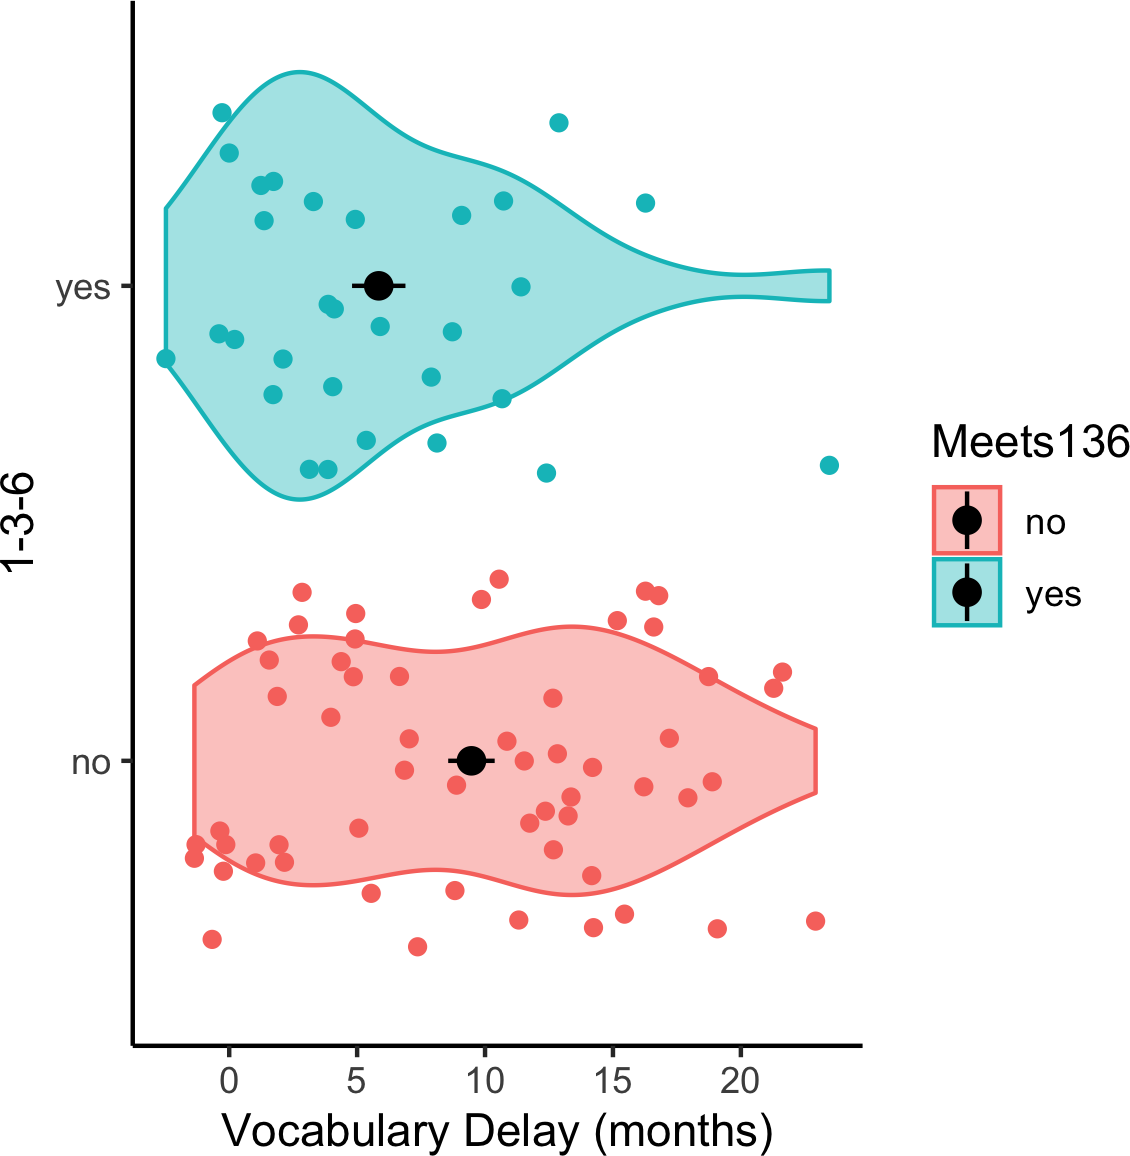 yes
no
1-3-6
0 5 10 15 20
Vocabulary Delay (months)
Meets136
no
yes